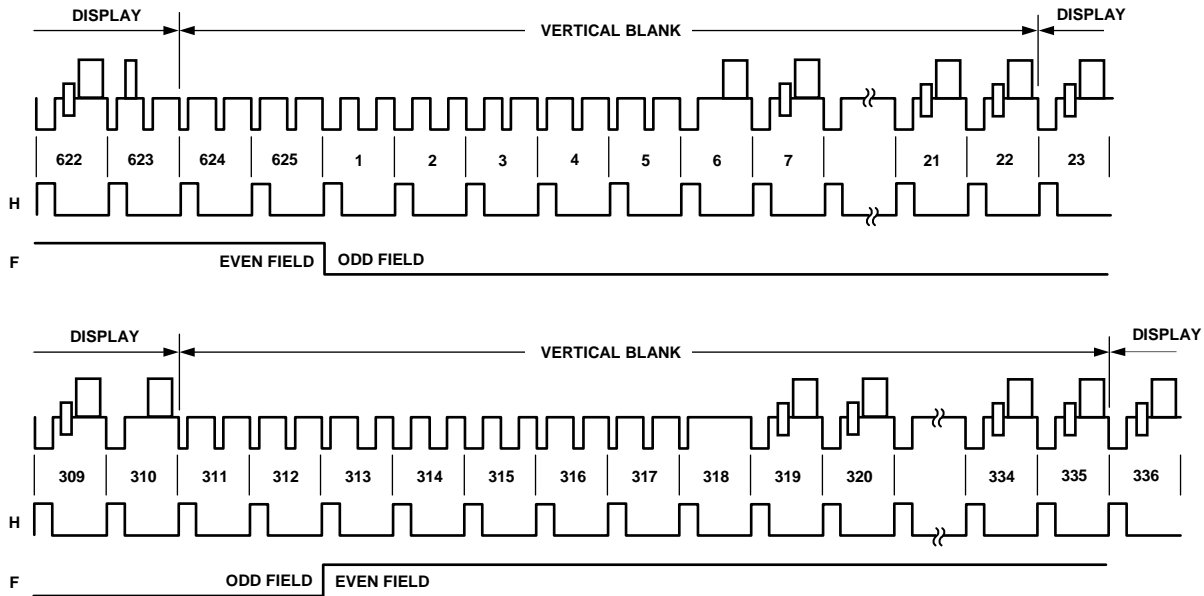 DISPLAY VERTICAL BLANK DISPLAY
622 623 624 625 1 2 3 4 5 6 7 21 22 23
H
F EVEN FIELD ODD FIELD
DISPLAY VERTICAL BLANK DISPLAY
309 310 311 312 313 314 315 316 317 318 319 320 334 335 336
H
F ODD FIELD EVEN FIELD